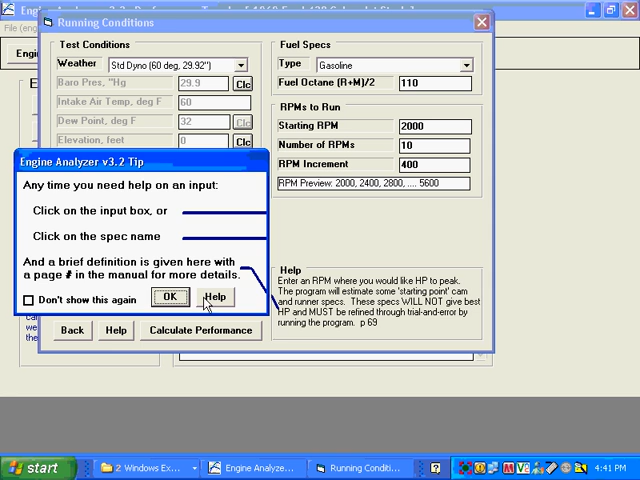 Running Conditions
File (eng
Engin
Test Conditions
Weather
Std Dyno (60 deg, 29.92")
Baro Pres, "Hg
29.9
Clc
Intake Air Temp, deg F
60
Dew Point, deg F
32
Clc
Elevation, feet
0
Fuel Specs
Type
Gasoline
Fuel Octane (R+M)/2
110
RPMs to Run
Starting RPM
2000
Number of RPMs
10
RPM Increment
400
RPM Preview: 2000, 2400, 2800, .... 5600
Engine Analyzer v3.2 Tip
Any time you need help on an input:
Click on the input box, or
Click on the spec name
And a brief definition is given here with
a page # in the manual for more details.
Don't show this again
OK
Help
Help
Enter an RPM where you would like HP to peak.
The program will estimate some 'starting point' cam
and runner specs. These specs WILL NOT give best
HP and MUST be refined through trial-and-error by
running the program. p 69
Back
Help
Calculate Performance
start
2 Windows Ex...
Engine Analyze...
Running Conditi...
4:41 PM